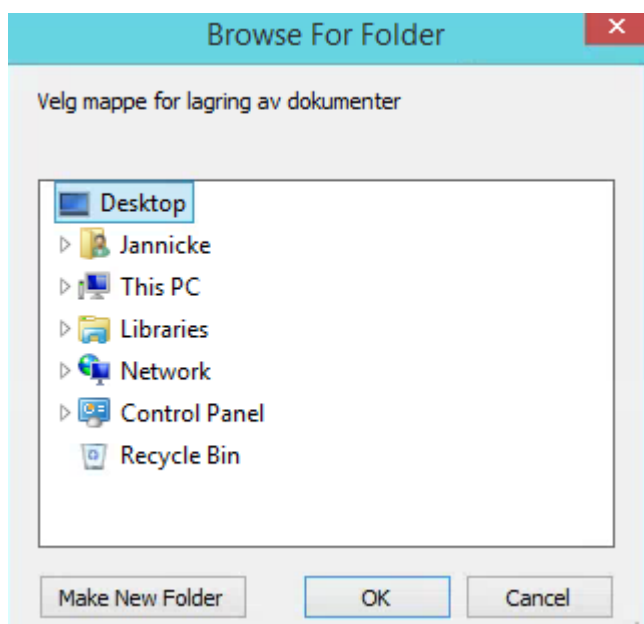 Browse For Folder
Velg mappe for lagring av dokumenter
Desktop
Jannicke
This PC
Libraries
Network
Control Panel
Recycle Bin
Make New Folder OK Cancel